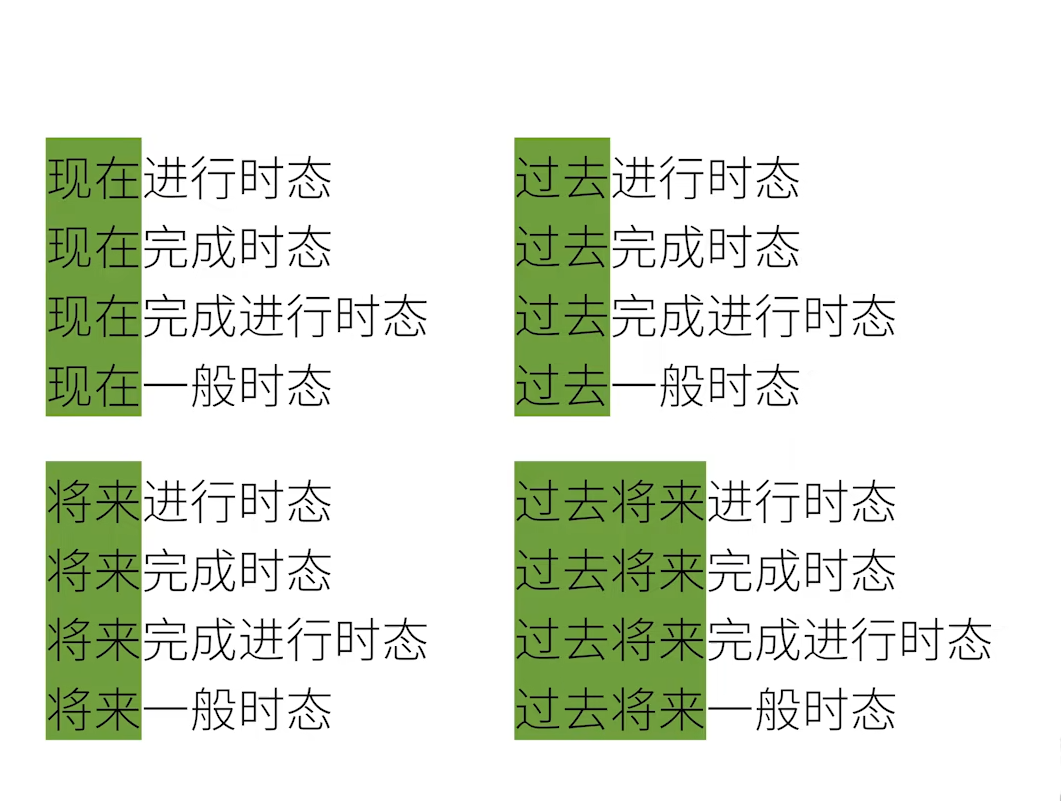 现在进行时态
现在完成时态
现在完成进行时态
现在一般时态
过去进行时态
过去完成时态
过去完成进行时态
过去一般时态
将来进行时态
将来完成时态
将来完成进行时态
将来一般时态
过去将来进行时态
过去将来完成时态
过去将来完成进行时态
过去将来一般时态